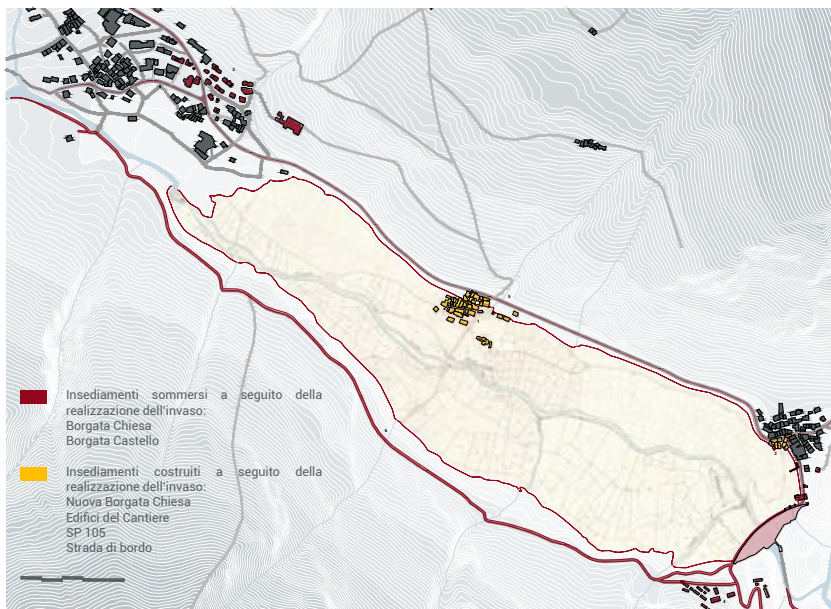 Insediamenti sommersi a seguito della
realizzazione dell'invaso:
Borgata Chiesa
Borgata Castello
Insediamenti costruiti a seguito della
realizzazione dell'invaso:
Nuova Borgata Chiesa
Edifici del Cantiere
SP 105
Strada di bordo